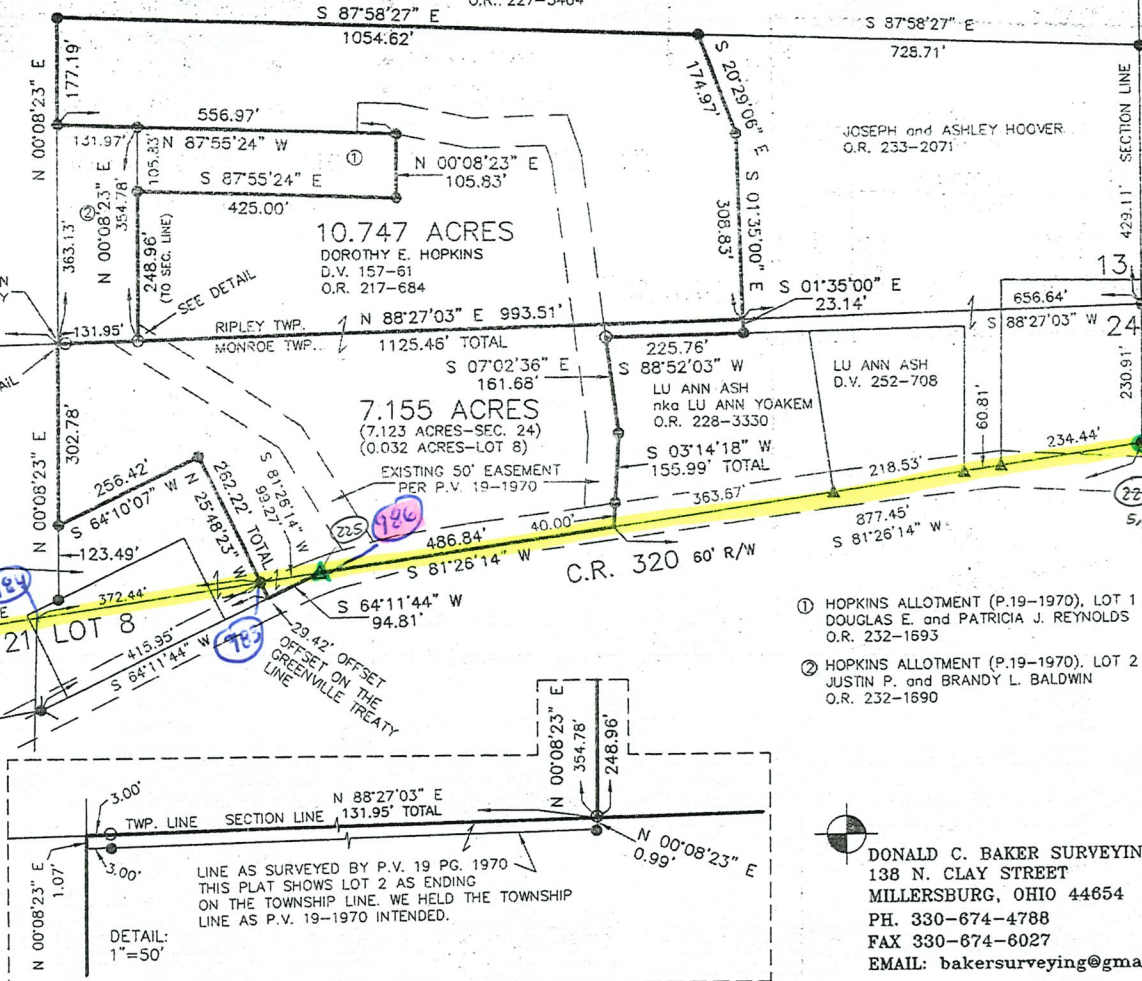 O.R. 227-3464
S 87°58'27" E
1054.62'
S 87°58'27" E
728.71'
N 00°08'23" E
177.19'
S 20°29'06" E
174.97'
556.97'
131.97'
N 87°55'24" W
①
105.83'
N 00°08'23" E
105.83'
S 87°55'24" E
425.00'
JOSEPH and ASHLEY HOOVER
O.R. 233-2071
SECTION LINE
429.11'
②
N 00°08'23" E
354.78'
363.13'
248.96'
(TO SEC. LINE)
10.747 ACRES
DOROTHY E. HOPKINS
D.V. 157-61
O.R. 217-684
S 01°35'00" E
308.83'
SEE DETAIL
S 01°35'00" E
23.14'
13
656.64'
S 88°27'03" W
24
131.95'
RIPLEY TWP.
MONROE TWP.
N 88°27'03" E 993.51'
1125.46' TOTAL
225.76'
S 88°52'03" W
S 07°02'36" E
161.68'
LU ANN ASH
nka LU ANN YOAKEM
O.R. 228-3330
LU ANN ASH
D.V. 252-708
230.91'
60.81'
7.155 ACRES
(7.123 ACRES-SEC. 24)
(0.032 ACRES-LOT 8)
S 03°14'18" W
155.99' TOTAL
N 00°08'23" E
302.78'
256.42'
S 64°10'07" W
262.22' TOTAL
N 25°48'23" W
S 81°26'14" W
99.27'
EXISTING 50' EASEMENT
PER P.V. 19-1970
234.44'
218.53'
363.67'
225
986
486.84'
40.00'
S 81°26'14" W
877.45'
S 81°26'14" W
C.R. 320 60' R/W
123.49'
984
372.44'
21 LOT 8
985
S 64°11'44" W
94.81'
415.95'
S 64°11'44" W
29.42' OFFSET
OFFSET ON THE
GREENVILLE TREATY
LINE
① HOPKINS ALLOTMENT (P.19-1970), LOT 1
DOUGLAS E. and PATRICIA J. REYNOLDS
O.R. 232-1693
② HOPKINS ALLOTMENT (P.19-1970), LOT 2
JUSTIN P. and BRANDY L. BALDWIN
O.R. 232-1690
N 00°08'23" E
354.78'
248.96'
3.00'
TWP. LINE SECTION LINE
N 88°27'03" E
131.95' TOTAL
3.00'
N 00°08'23" E
0.99'
N 00°08'23" E
1.07'
LINE AS SURVEYED BY P.V. 19 PG. 1970
THIS PLAT SHOWS LOT 2 AS ENDING
ON THE TOWNSHIP LINE. WE HELD THE TOWNSHIP
LINE AS P.V. 19-1970 INTENDED.
DETAIL:
1"=50'
DONALD C. BAKER SURVEYIN
138 N. CLAY STREET
MILLERSBURG, OHIO 44654
PH. 330-674-4788
FAX 330-674-6027
EMAIL: bakersurveying@gma